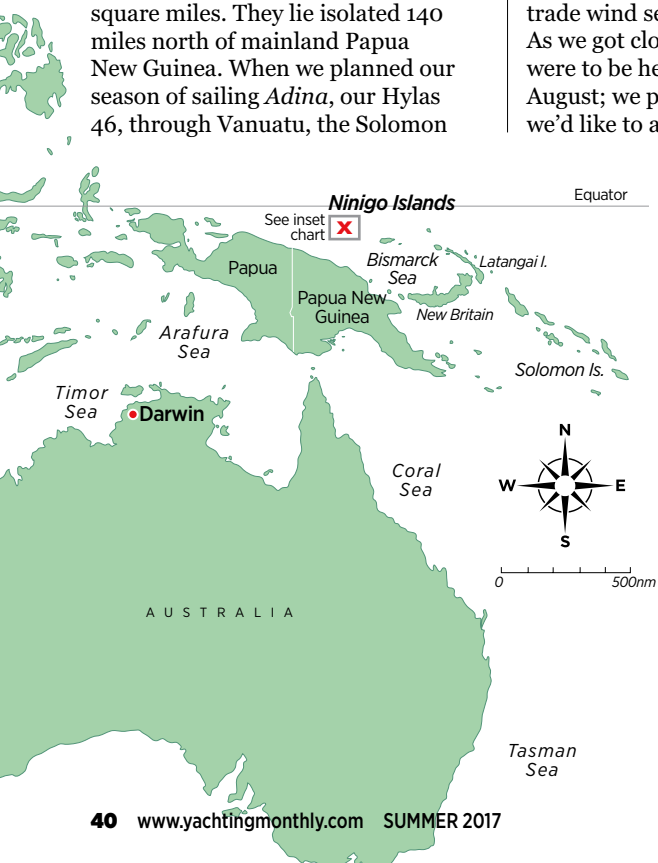 square miles. They lie isolated 140
miles north of mainland Papua
New Guinea. When we planned our
season of sailing Adina, our Hylas
46, through Vanuatu, the Solomon
trade wind se
As we got clo
were to be he
August; we p
we'd like to a
Equator
Ninigo Islands
See inset
chart
X
Bismarck
Sea
Latangai I.
Papua
Papua New
Guinea
New Britain
Arafura
Sea
Solomon Is.
Timor
Sea
Darwin
N
W
E
S
Coral
Sea
0
500nm
AUSTRALIA
Tasman
Sea
40 www.yachtingmonthly.com SUMMER 2017